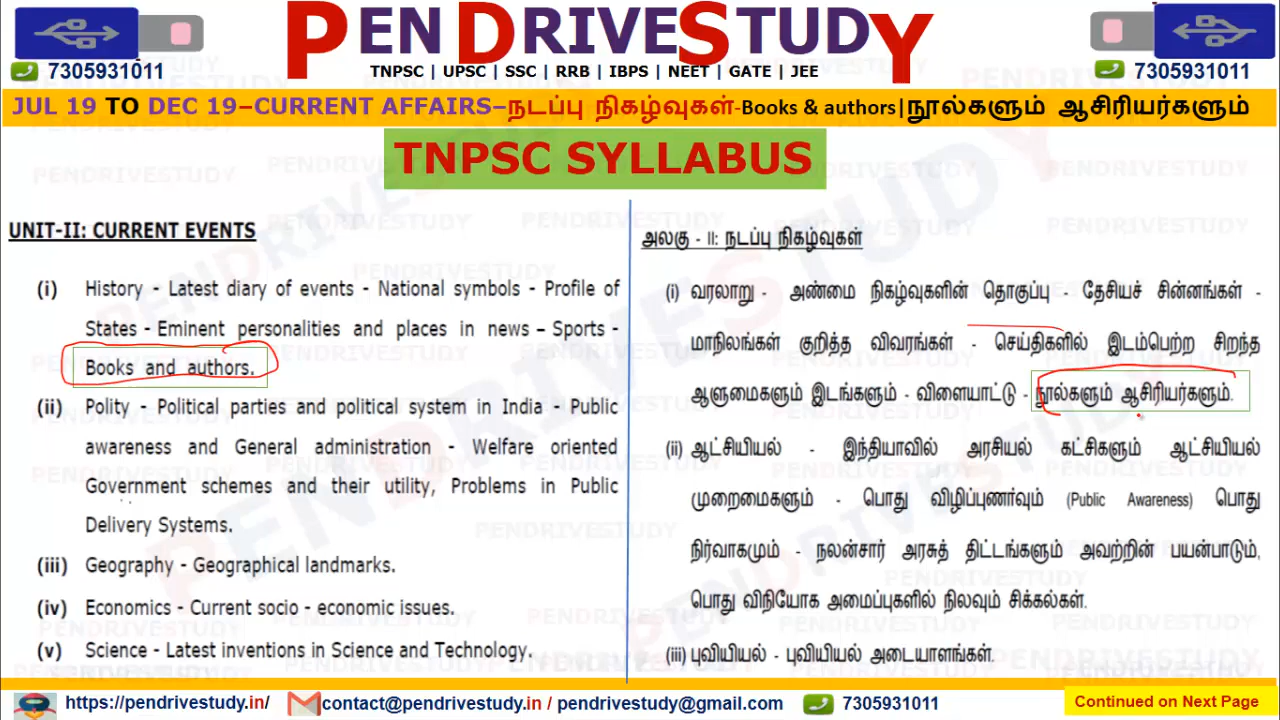 PENDRIVESTUDY
TNPSC | UPSC | SSC | RRB | IBPS | NEET | GATE | JEE
7305931011
7305931011
JUL 19 TO DEC 19–CURRENT AFFAIRS–நடப்பு நிகழ்வுகள்-Books & authors|நூல்களும் ஆசிரியர்களும்
TNPSC SYLLABUS
UNIT-II: CURRENT EVENTS
(i) History - Latest diary of events - National symbols - Profile of
States - Eminent personalities and places in news – Sports -
Books and authors.
(ii) Polity - Political parties and political system in India - Public
awareness and General administration - Welfare oriented
Government schemes and their utility, Problems in Public
Delivery Systems.
(iii) Geography - Geographical landmarks.
(iv) Economics - Current socio - economic issues.
(v) Science - Latest inventions in Science and Technology.
அலகு - II: நடப்பு நிகழ்வுகள்
(i) வரலாறு - அண்மை நிகழ்வுகளின் தொகுப்பு - தேசியச் சின்னங்கள் -
மாநிலங்கள் குறித்த விவரங்கள் - செய்திகளில் இடம்பெற்ற சிறந்த
ஆளுமைகளும் இடங்களும் - விளையாட்டு - நூல்களும் ஆசிரியர்களும்.
(ii) ஆட்சியியல் - இந்தியாவில் அரசியல் கட்சிகளும் ஆட்சியியல்
முறைமைகளும் - பொது விழிப்புணர்வும் (Public Awareness) பொது
நிர்வாகமும் - நலன்சார் அரசுத் திட்டங்களும் அவற்றின் பயன்பாடும்,
பொது விநியோக அமைப்புகளில் நிலவும் சிக்கல்கள்.
(iii) புவியியல் - புவியியல் அடையாளங்கள்.
https://pendrivestudy.in/ contact@pendrivestudy.in / pendrivestudy@gmail.com 7305931011
Continued on Next Page